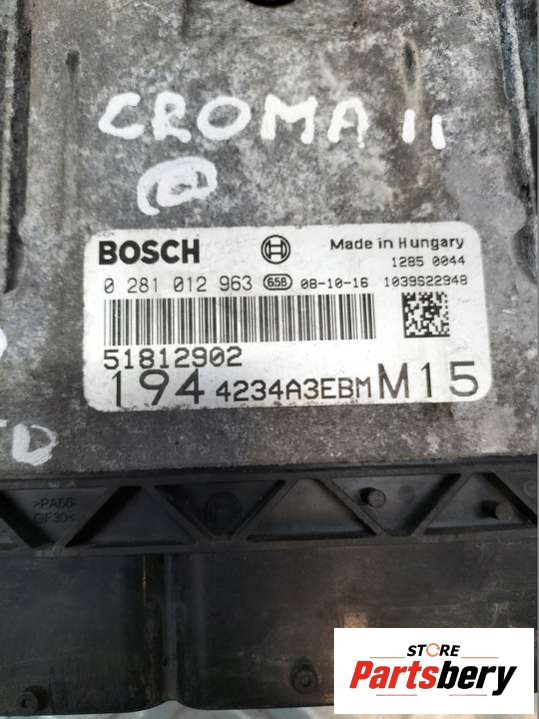 CROMA II
BOSCH
Made in Hungary
1285 0044
0 281 012 963 658 08-10-16 1039S22948
51812902
194 4234A3EBM M15
>PA66-
GF30<
STORE
Partsbery